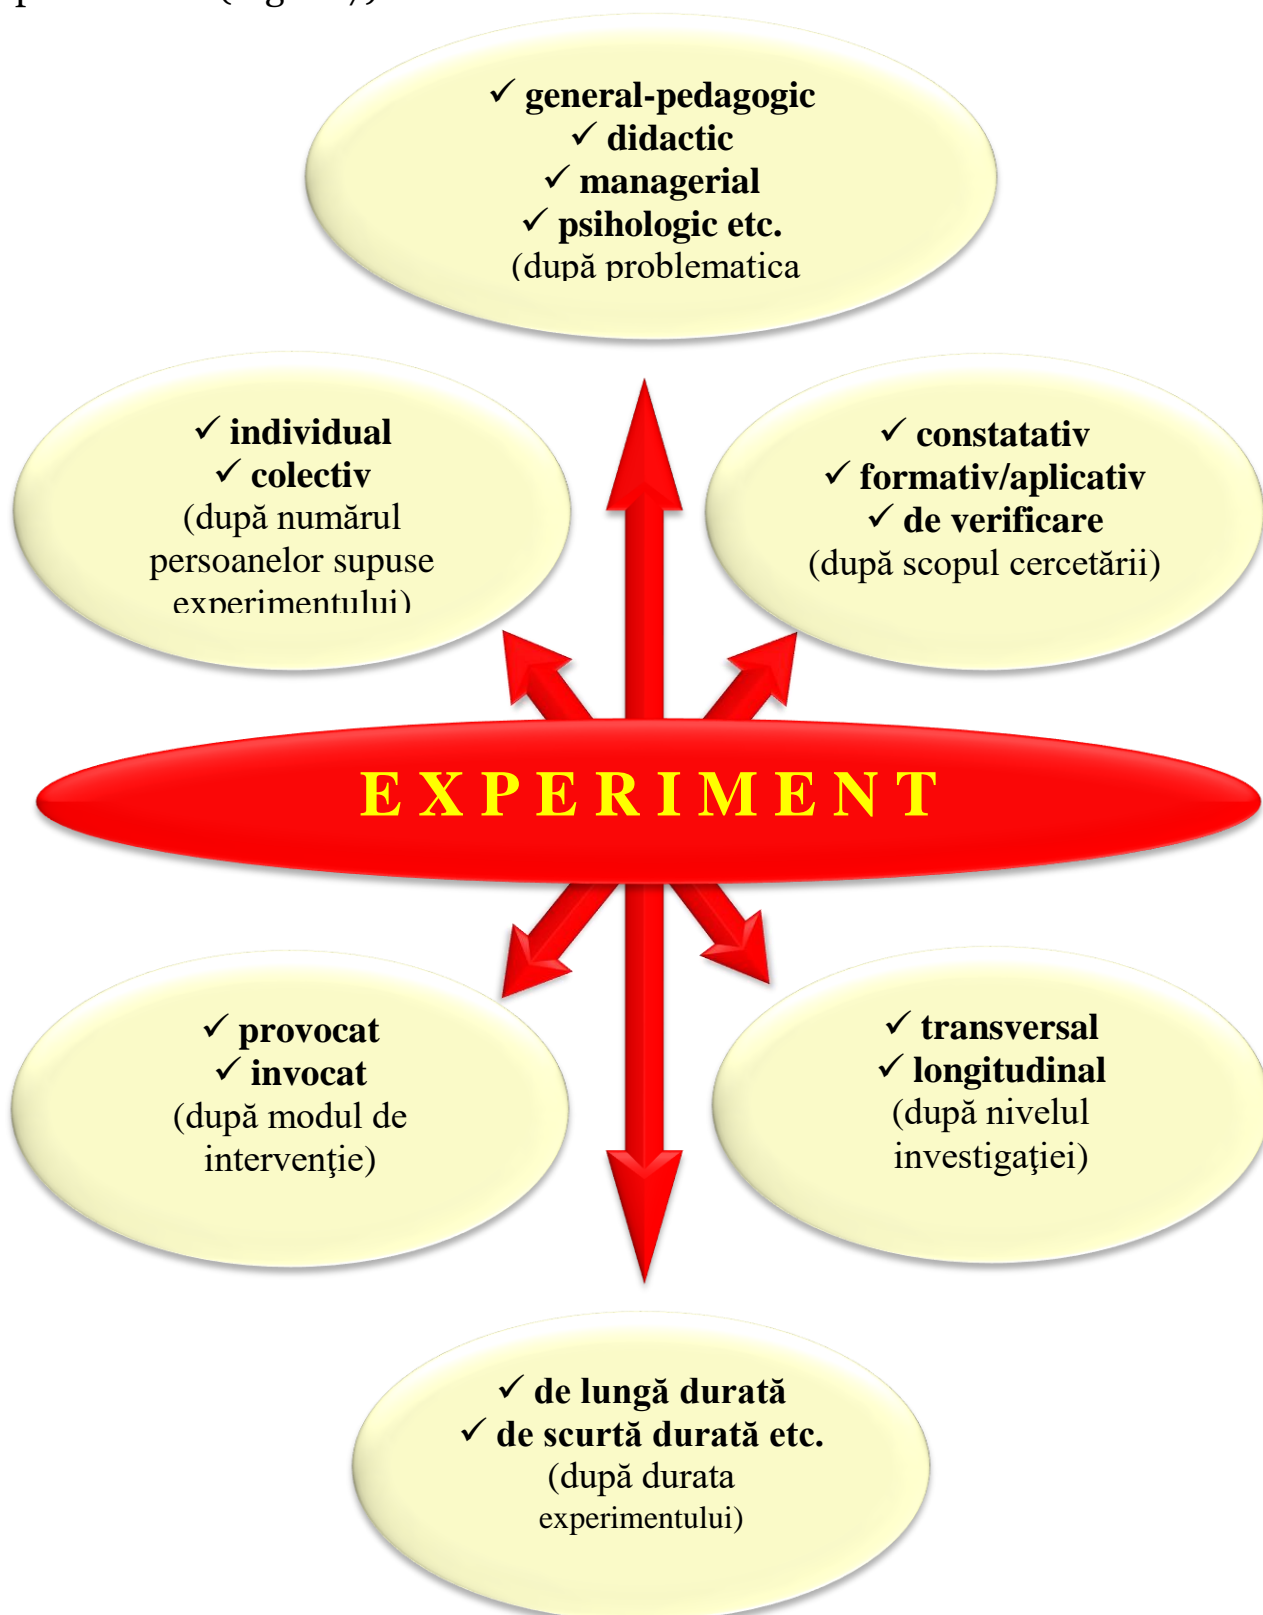 ✓ general-pedagogic
✓ didactic
✓ managerial
✓ psihologic etc.
(după problematica
✓ individual
✓ colectiv
(după numărul
persoanelor supuse
experimentului)
✓ constatativ
✓ formativ/aplicativ
✓ de verificare
(după scopul cercetării)
E X P E R I M E N T
✓ provocat
✓ invocat
(după modul de
intervenţie)
✓ transversal
✓ longitudinal
(după nivelul
investigaţiei)
✓ de lungă durată
✓ de scurtă durată etc.
(după durata
experimentului)